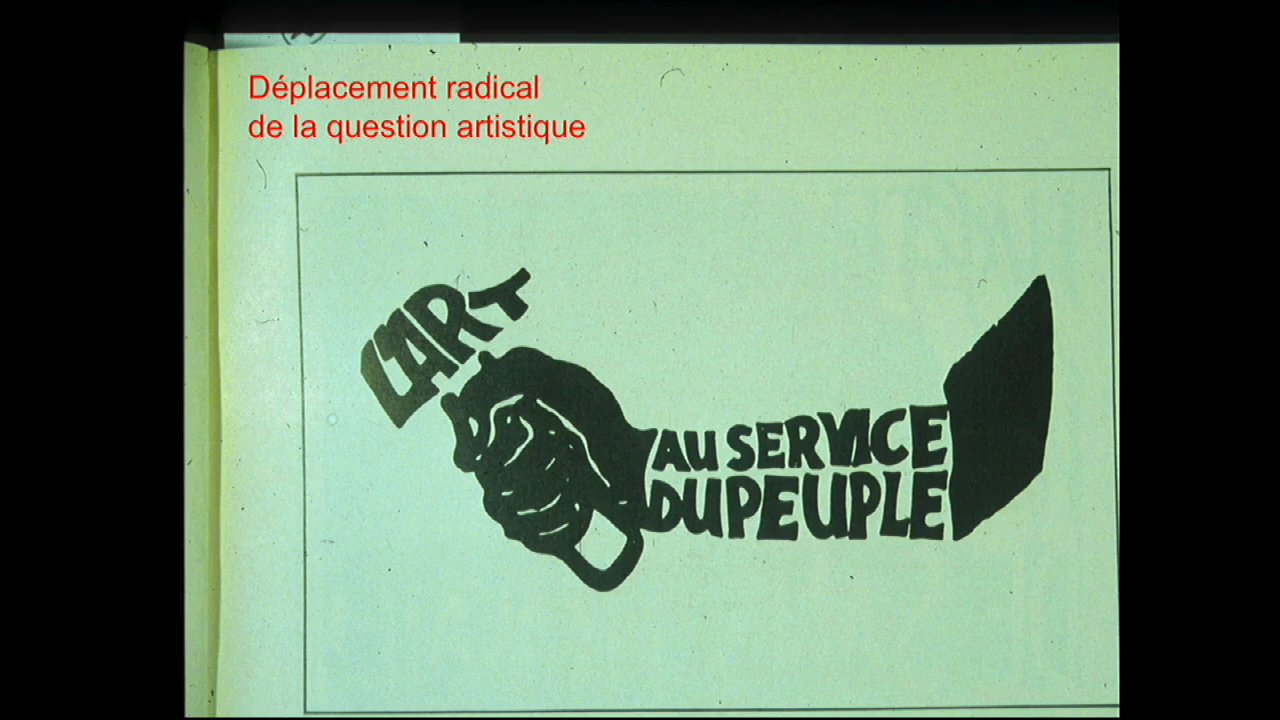 Déplacement radical
de la question artistique
L'ART
AU SERVICE
DU PEUPLE